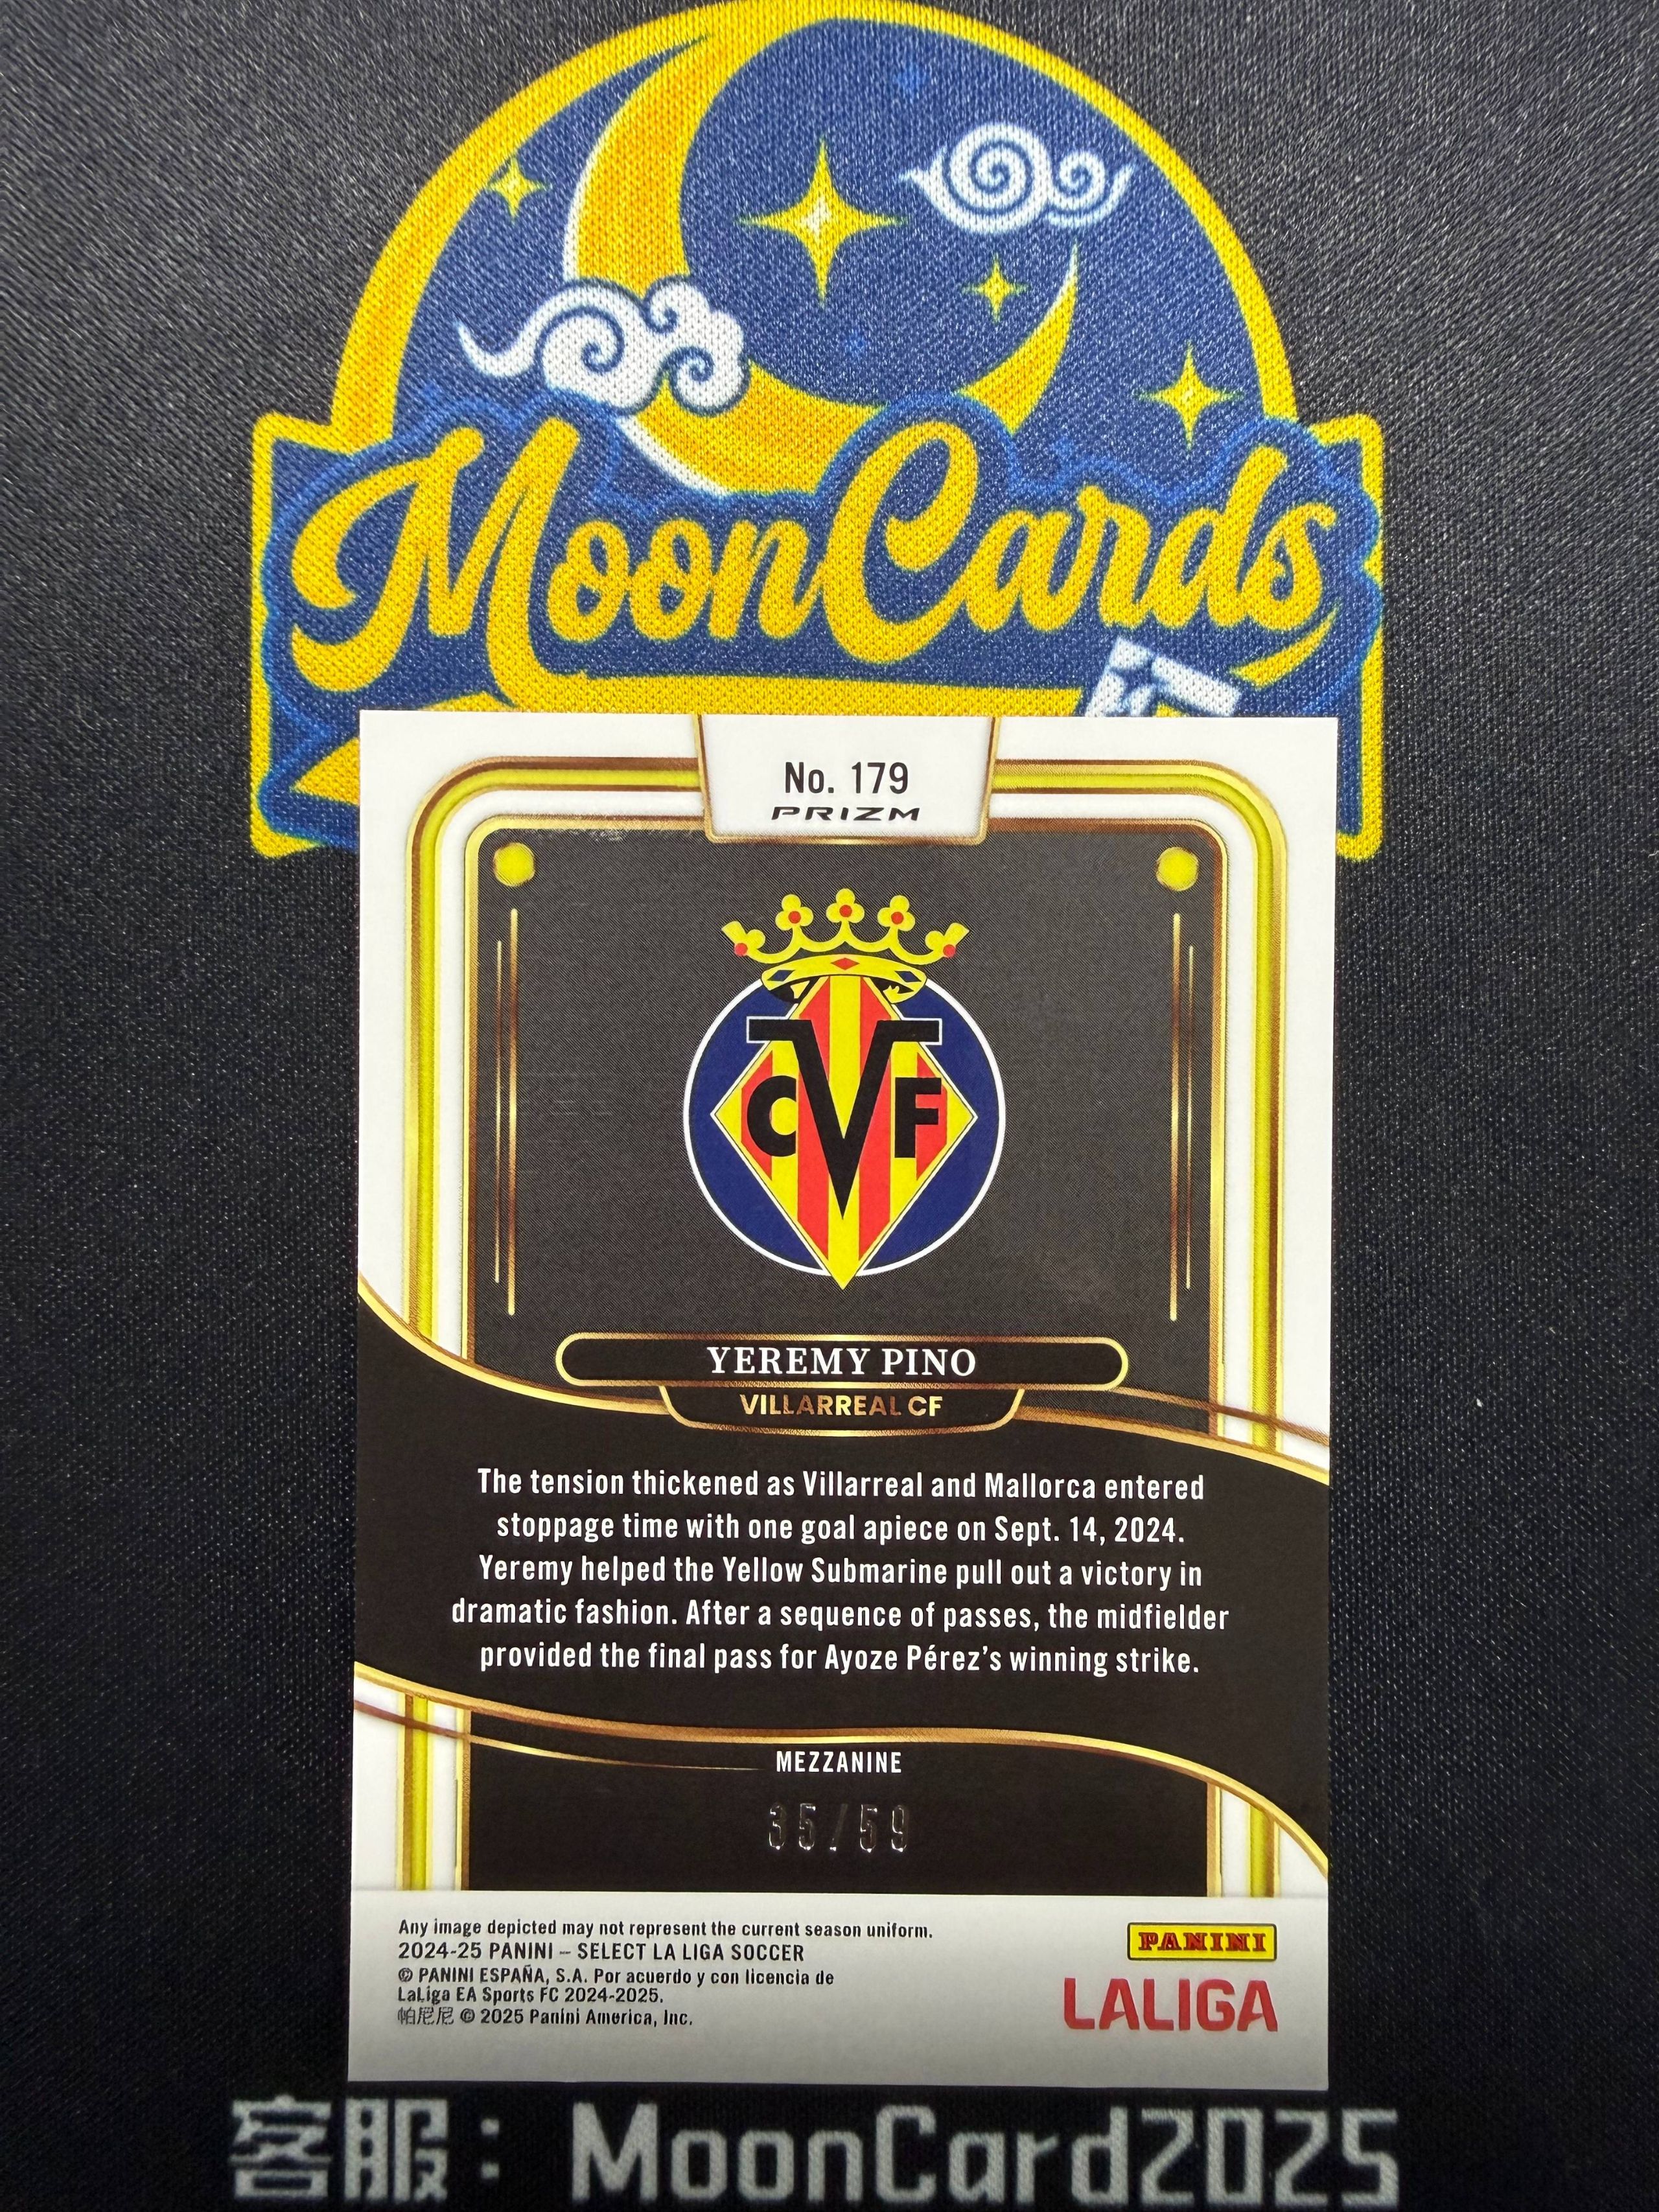 MoonCards
No. 179
PRIZM
CVF
YEREMY PINO
VILLARREAL CF
The tension thickened as Villarreal and Mallorca entered
stoppage time with one goal apiece on Sept. 14, 2024.
Yeremy helped the Yellow Submarine pull out a victory in
dramatic fashion. After a sequence of passes, the midfielder
provided the final pass for Ayoze Pérez’s winning strike.
MEZZANINE
35/59
Any image depicted may not represent the current season uniform.
2024-25 PANINI – SELECT LA LIGA SOCCER
© PANINI ESPAÑA, S.A. Por acuerdo y con licencia de
LaLiga EA Sports FC 2024-2025.
帕尼尼 © 2025 Panini America, Inc.
PANINI
LALIGA
客服：MoonCard2025